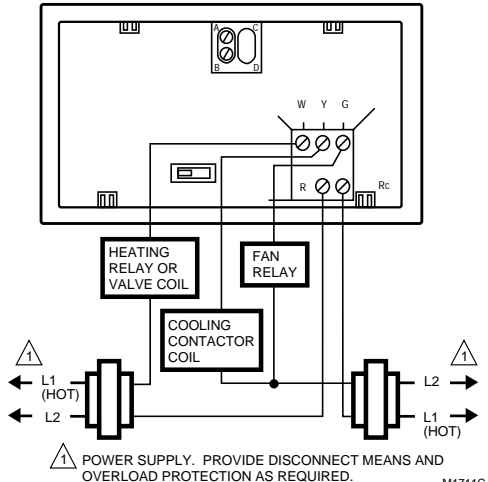 A C
B D
W Y G
R Rc
HEATING
RELAY OR
VALVE COIL
FAN
RELAY
COOLING
CONTACTOR
COIL
1
L1
(HOT)
L2
1
L2
L1
(HOT)
1 POWER SUPPLY. PROVIDE DISCONNECT MEANS AND
OVERLOAD PROTECTION AS REQUIRED.